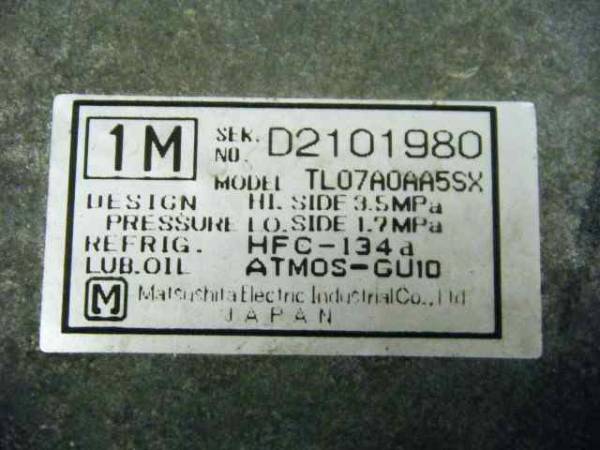 1M
SER. NO. D2101980
MODEL TL07A0AA5SX
DESIGN HI. SIDE 3.5MPa
PRESSURE LO. SIDE 1.7MPa
REFRIG. HFC-134a
LUB.OIL ATMOS-GU10
M Matsushita Electric Industrial Co., Ltd
JAPAN